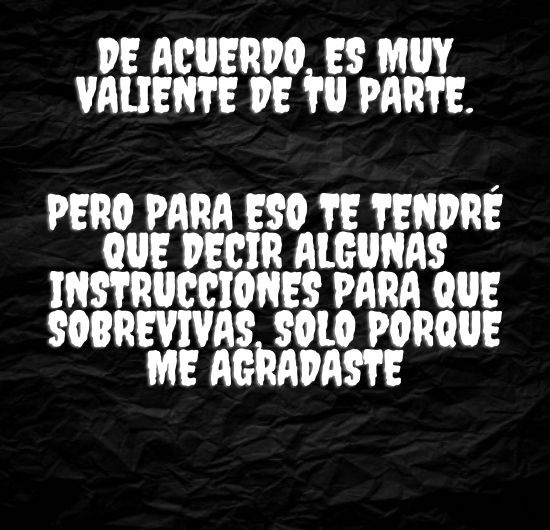 DE ACUERDO, ES MUY
VALIENTE DE TU PARTE.
PERO PARA ESO TE TENDRÉ
QUE DECIR ALGUNAS
INSTRUCCIONES PARA QUE
SOBREVIVAS, SOLO PORQUE
ME AGRADASTE